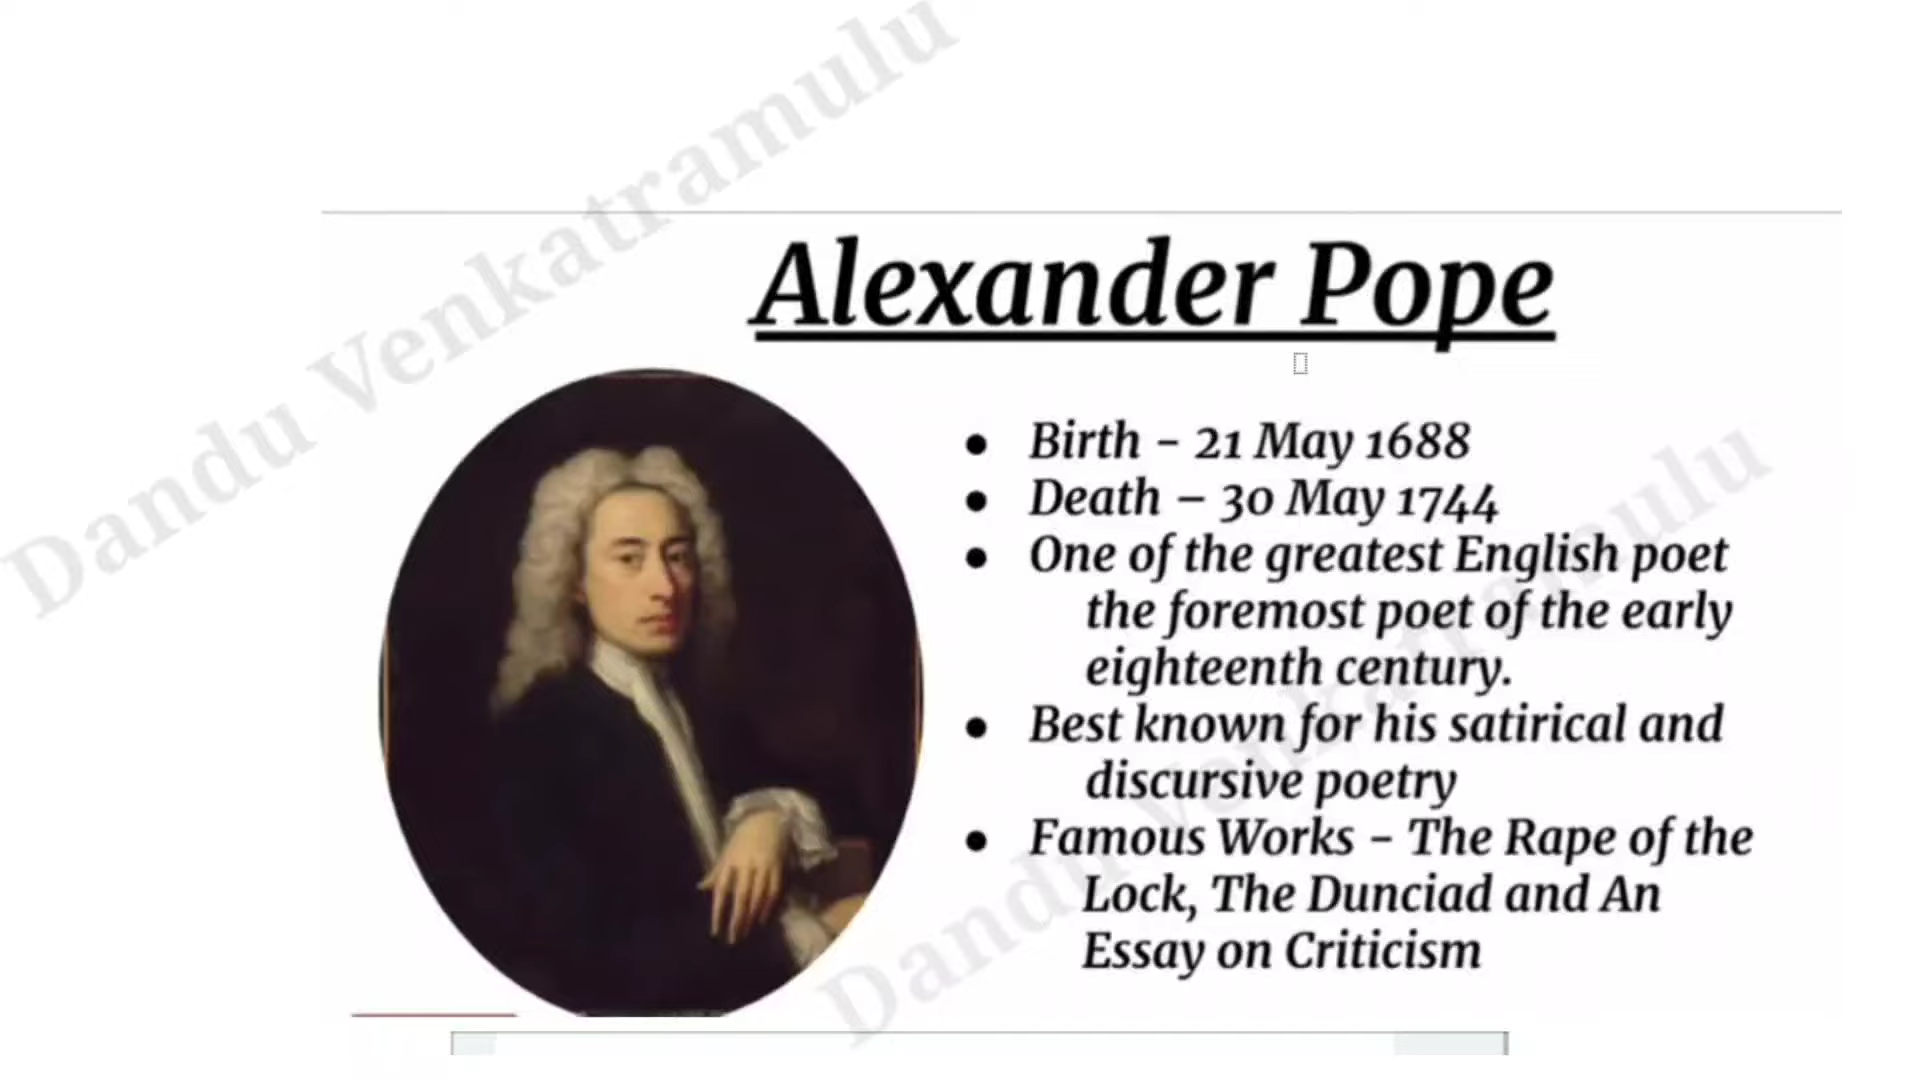 Dandu Venkatramulu
Alexander Pope
● Birth – 21 May 1688
● Death – 30 May 1744
● One of the greatest English poet
the foremost poet of the early
eighteenth century.
● Best known for his satirical and
discursive poetry
● Famous Works – The Rape of the
Lock, The Dunciad and An
Essay on Criticism
Dandu Venkatramulu